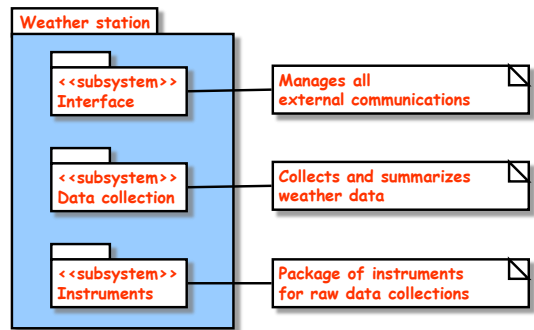 Weather station
<<subsystem>>
Interface
Manages all
external communications
<<subsystem>>
Data collection
Collects and summarizes
weather data
<<subsystem>>
Instruments
Package of instruments
for raw data collections